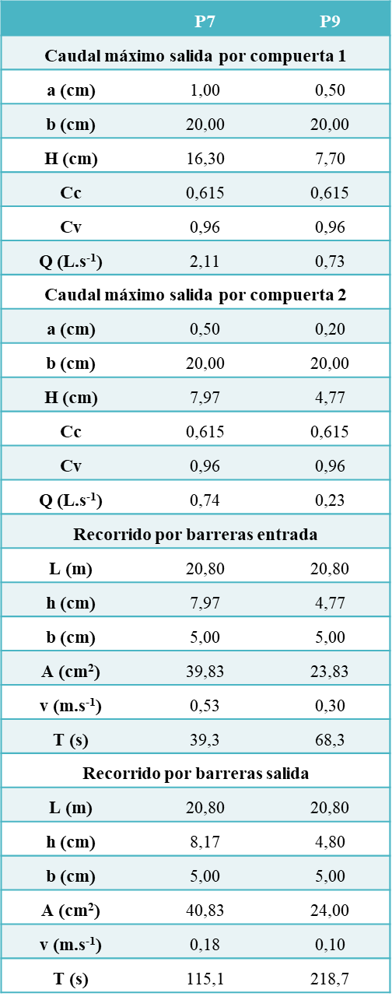 P7 P9
Caudal máximo salida por compuerta 1
a (cm) 1,00 0,50
b (cm) 20,00 20,00
H (cm) 16,30 7,70
Cc 0,615 0,615
Cv 0,96 0,96
Q (L.s⁻¹) 2,11 0,73
Caudal máximo salida por compuerta 2
a (cm) 0,50 0,20
b (cm) 20,00 20,00
H (cm) 7,97 4,77
Cc 0,615 0,615
Cv 0,96 0,96
Q (L.s⁻¹) 0,74 0,23
Recorrido por barreras entrada
L (m) 20,80 20,80
h (cm) 7,97 4,77
b (cm) 5,00 5,00
A (cm²) 39,83 23,83
v (m.s⁻¹) 0,53 0,30
T (s) 39,3 68,3
Recorrido por barreras salida
L (m) 20,80 20,80
h (cm) 8,17 4,80
b (cm) 5,00 5,00
A (cm²) 40,83 24,00
v (m.s⁻¹) 0,18 0,10
T (s) 115,1 218,7